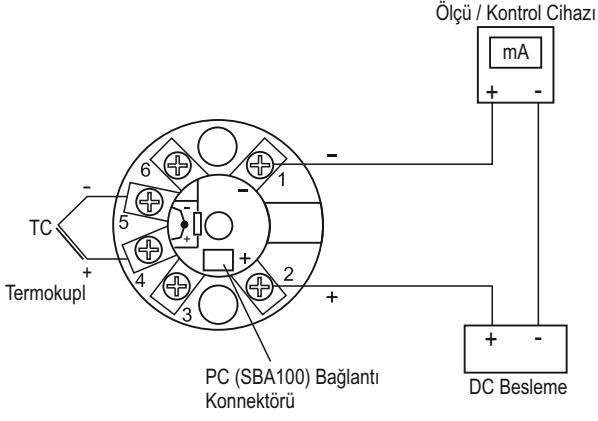 Ölçü / Kontrol Cihazı
mA
+ -
6
1
-
-
-
5
TC
-
+
+
4
+
Termokupl
3
2
+
+ -
DC Besleme
PC (SBA100) Bağlantı
Konnektörü